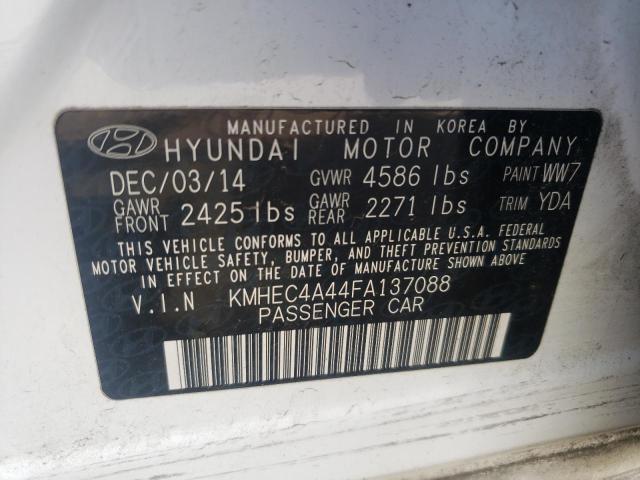 MANUFACTURED IN KOREA BY
HYUNDAI MOTOR COMPANY
DEC/03/14 GVWR 4586 lbs PAINT WW7
GAWR FRONT 2425 lbs GAWR REAR 2271 lbs TRIM YDA
THIS VEHICLE CONFORMS TO ALL APPLICABLE U.S.A. FEDERAL
MOTOR VEHICLE SAFETY, BUMPER, AND THEFT PREVENTION STANDARDS
IN EFFECT ON THE DATE OF MANUFACTURE SHOWN ABOVE.
V.I.N KMHEC4A44FA137088
PASSENGER CAR